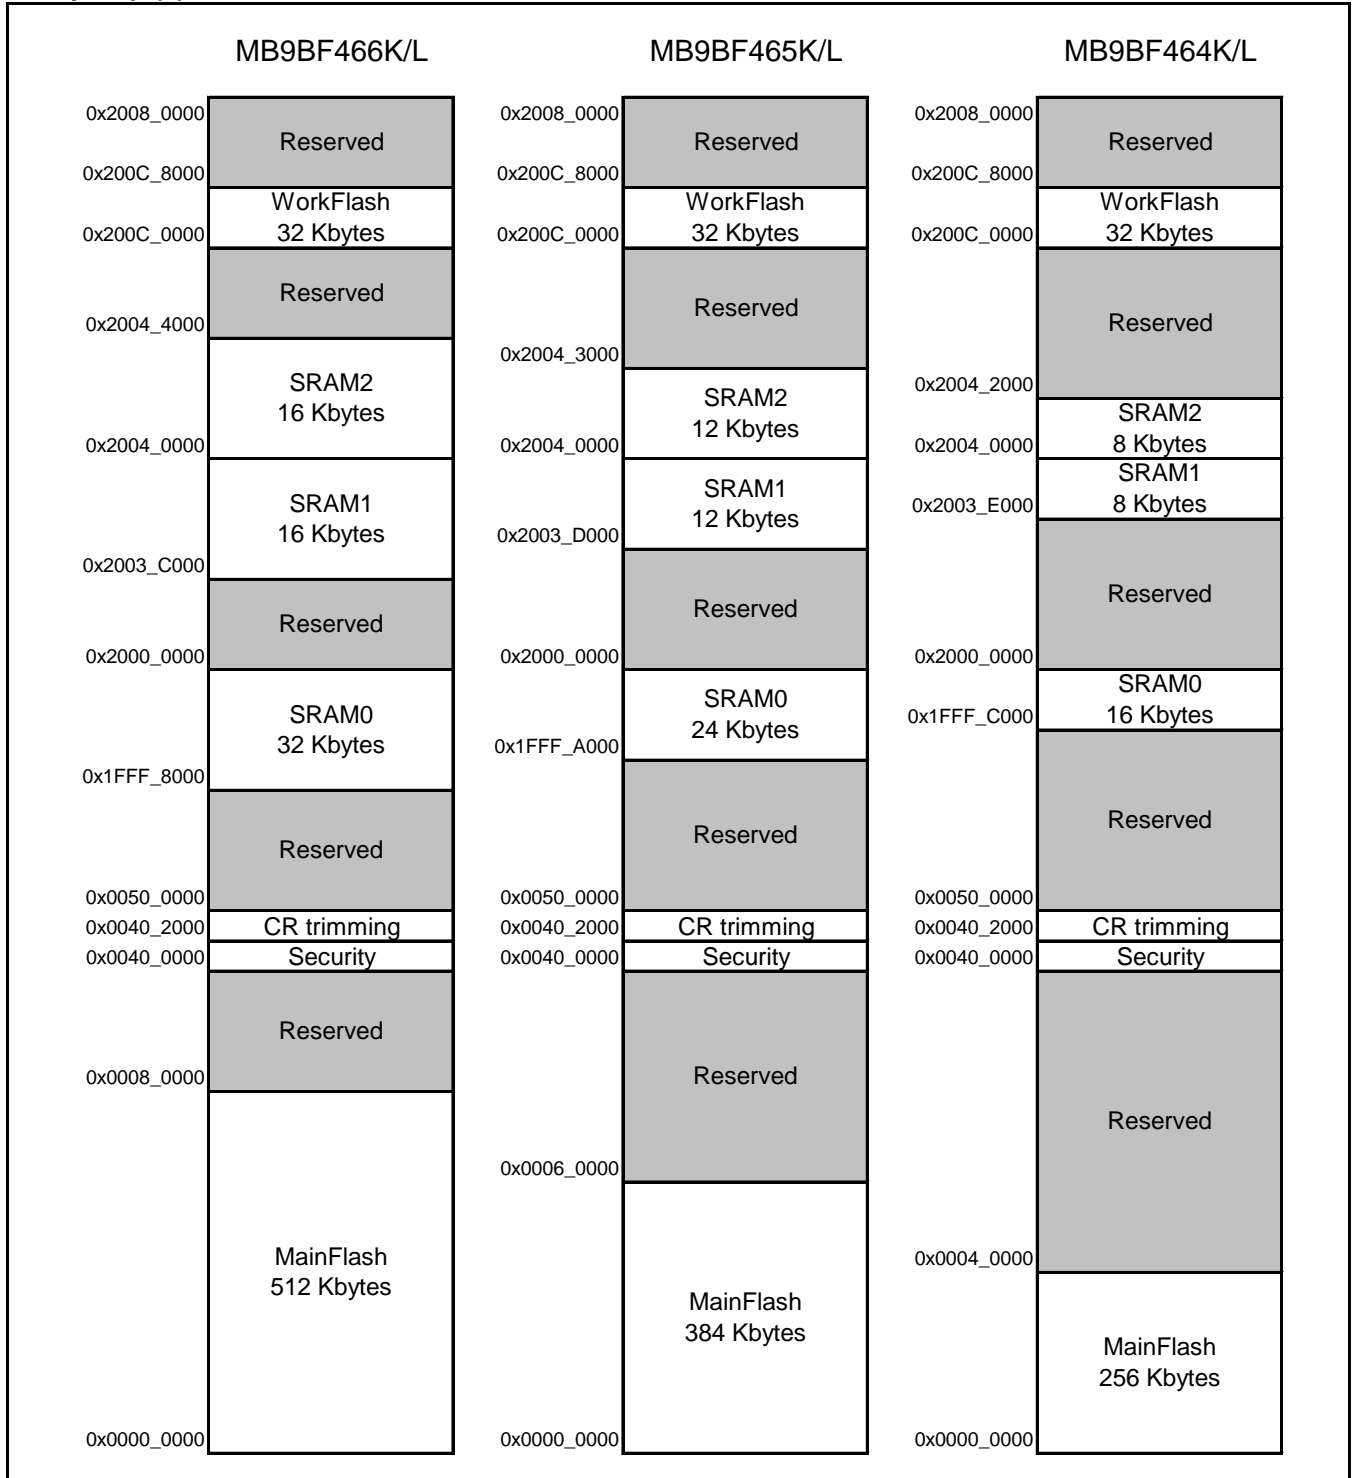 MB9BF466K/L
MB9BF465K/L
MB9BF464K/L
0x2008_0000
Reserved
0x200C_8000
WorkFlash
32 Kbytes
0x200C_0000
Reserved
0x2004_4000
SRAM2
16 Kbytes
0x2004_0000
SRAM1
16 Kbytes
0x2003_C000
Reserved
0x2000_0000
SRAM0
32 Kbytes
0x1FFF_8000
Reserved
0x0050_0000
0x0040_2000
CR trimming
0x0040_0000
Security
Reserved
0x0008_0000
MainFlash
512 Kbytes
0x0000_0000
0x2008_0000
Reserved
0x200C_8000
WorkFlash
32 Kbytes
0x200C_0000
Reserved
0x2004_3000
SRAM2
12 Kbytes
0x2004_0000
SRAM1
12 Kbytes
0x2003_D000
Reserved
0x2000_0000
SRAM0
24 Kbytes
0x1FFF_A000
Reserved
0x0050_0000
0x0040_2000
CR trimming
0x0040_0000
Security
Reserved
0x0006_0000
MainFlash
384 Kbytes
0x0000_0000
0x2008_0000
Reserved
0x200C_8000
WorkFlash
32 Kbytes
0x200C_0000
Reserved
0x2004_2000
SRAM2
8 Kbytes
0x2004_0000
SRAM1
8 Kbytes
0x2003_E000
Reserved
0x2000_0000
SRAM0
16 Kbytes
0x1FFF_C000
Reserved
0x0050_0000
0x0040_2000
CR trimming
0x0040_0000
Security
Reserved
0x0004_0000
MainFlash
256 Kbytes
0x0000_0000